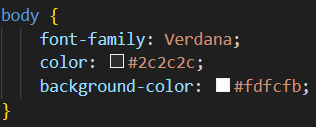 body {
    font-family: Verdana;
    color: #2c2c2c;
    background-color: #fdfcfb;
}